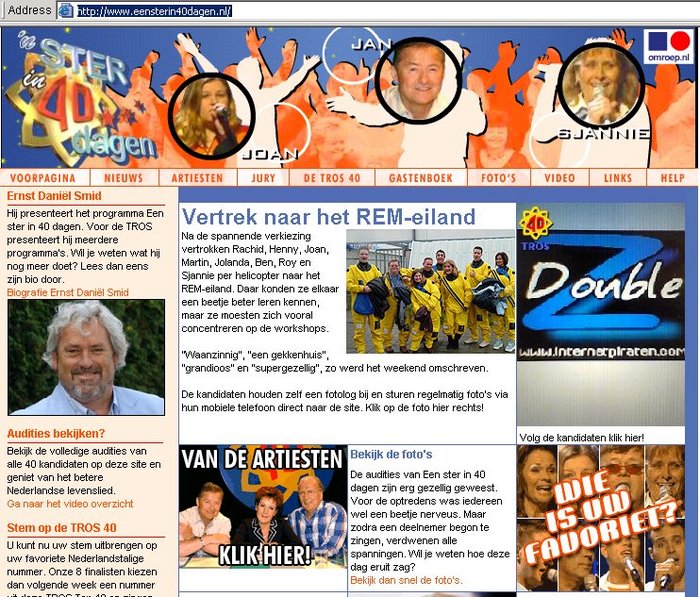 Address http://www.eensterin40dagen.nl/
'n STER
in 40
dagen
JAN
JOAN
SJANNIE
omroep.nl
VOORPAGINA NIEUWS ARTIESTEN JURY DE TROS 40 GASTENBOEK FOTO'S VIDEO LINKS HELP
Ernst Daniël Smid
Hij presenteert het programma Een
ster in 40 dagen. Voor de TROS
presenteert hij meerdere
programma's. Wil je weten wat hij
nog meer doet? Lees dan eens
zijn bio door.
Biografie Ernst Daniël Smid
Audities bekijken?
Bekijk de volledige audities van
alle 40 kandidaten op deze site en
geniet van het betere
Nederlandse levenslied.
Ga naar het video overzicht
Stem op de TROS 40
U kunt nu uw stem uitbrengen op
uw favoriete Nederlandstalige
nummer. Onze 8 finalisten kiezen
dan volgende week een nummer
uit deze TROS Top 40 en zingen
Vertrek naar het REM-eiland
Na de spannende verkiezing
vertrokken Rachid, Henny, Joan,
Martin, Jolanda, Ben, Roy en
Sjannie per helicopter naar het
REM-eiland. Daar konden ze elkaar
een beetje beter leren kennen,
maar ze moesten zich vooral
concentreren op de workshops.
"Waanzinnig", "een gekkenhuis",
"grandioos" en "supergezellig", zo werd het weekend omschreven.
De kandidaten houden zelf een fotolog bij en sturen regelmatig foto's via
hun mobiele telefoon direct naar de site. Klik op de foto hier rechts!
40
TROS
Double
Z
www.internetpiraten.com
Volg de kandidaten klik hier!
VAN DE ARTIESTEN
KLIK HIER!
Bekijk de foto's
De audities van Een ster in 40
dagen zijn erg gezellig geweest.
Voor de optredens was iedereen
wel een beetje nerveus. Maar
zodra een deelnemer begon te
zingen, verdwenen alle
spanningen. Wil je weten hoe deze
dag eruit zag?
Bekijk dan snel de foto's.
WIE
IS UW
FAVORIET?